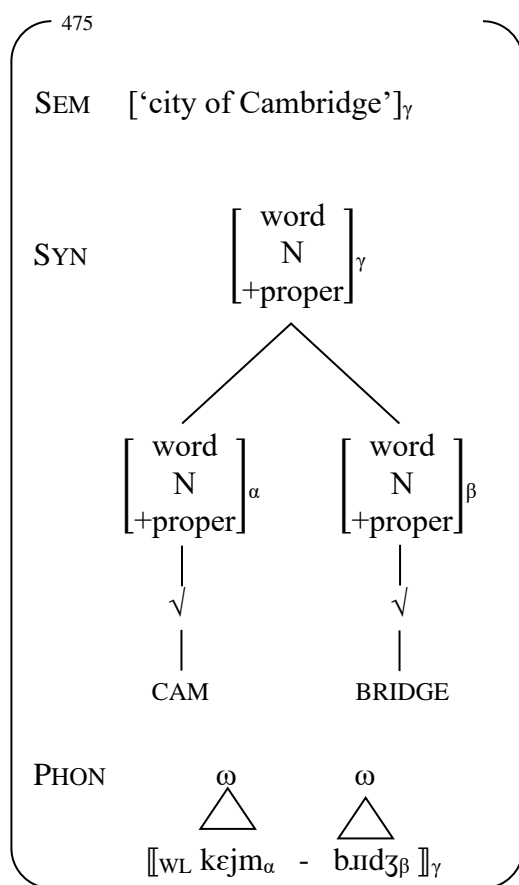 475
SEM [‘city of Cambridge’]γ
word
SYN N γ
+proper
word word
N α N β
+proper +proper
√ √
CAM BRIDGE
PHON ω ω
⟦WL kɛjmα - bɹɪdʒβ ⟧γ